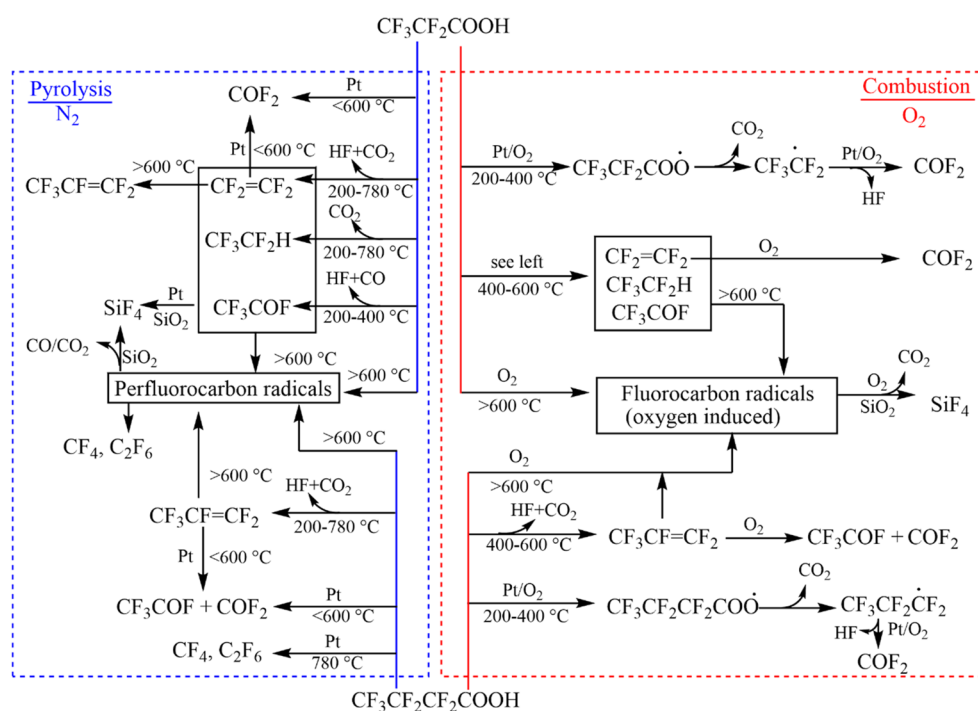 CF3CF2COOH
Pyrolysis
N2
COF2
Pt
<600 °C
Pt
<600 °C
>600 °C
CF3CF=CF2
CF2=CF2
HF+CO2
200-780 °C
CF3CF2H
CO2
200-780 °C
CF3COF
HF+CO
200-400 °C
SiF4
Pt
SiO2
CO/CO2
SiO2
>600 °C
>600 °C
Perfluorocarbon radicals
CF4, C2F6
>600 °C
>600 °C
HF+CO2
CF3CF=CF2
200-780 °C
Pt
<600 °C
CF3COF + COF2
Pt
<600 °C
CF4, C2F6
Pt
780 °C
CF3CF2CF2COOH
Combustion
O2
Pt/O2
200-400 °C
CF3CF2COO•
CO2
CF3CF2•
Pt/O2
HF
COF2
see left
400-600 °C
CF2=CF2
CF3CF2H
CF3COF
O2
COF2
>600 °C
O2
>600 °C
Fluorocarbon radicals
(oxygen induced)
O2
SiO2
CO2
SiF4
O2
>600 °C
HF+CO2
400-600 °C
CF3CF=CF2
O2
CF3COF + COF2
Pt/O2
200-400 °C
CF3CF2CF2COO•
CO2
CF3CF2CF2•
HF
Pt/O2
COF2